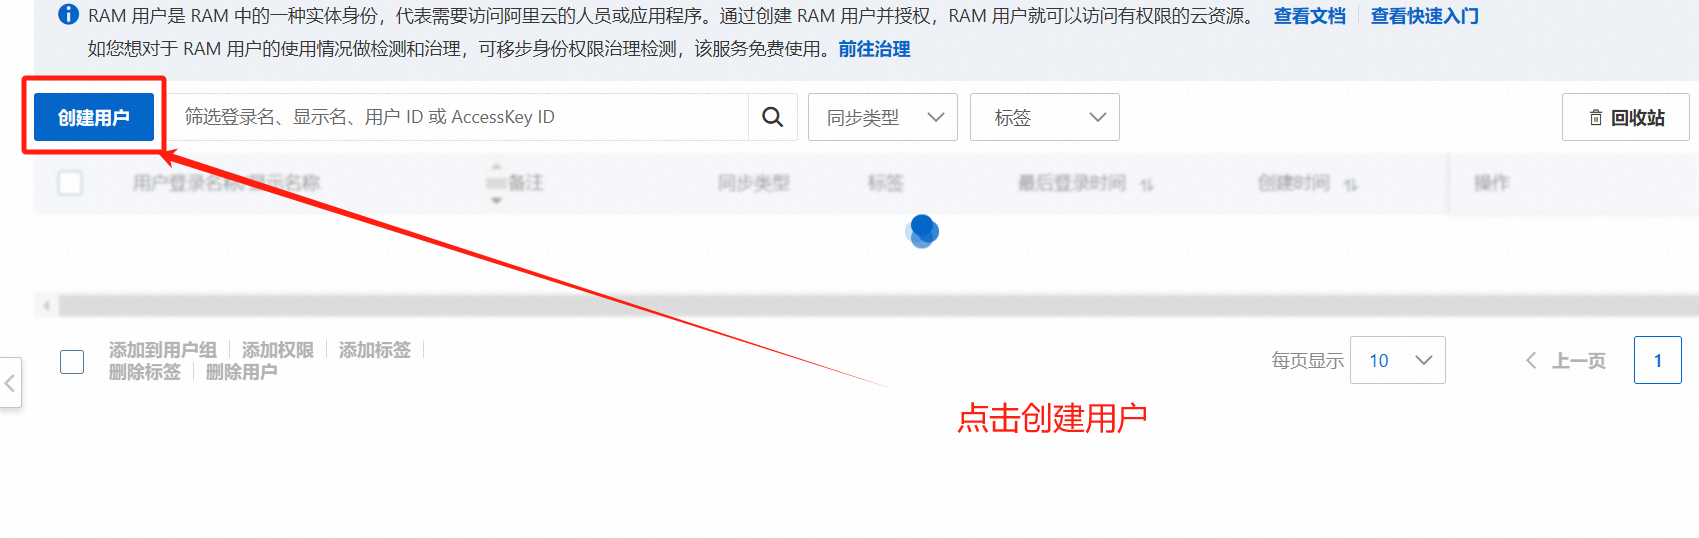 RAM 用户是 RAM 中的一种实体身份，代表需要访问阿里云的人员或应用程序。通过创建 RAM 用户并授权，RAM 用户就可以访问有权限的云资源。 查看文档 查看快速入门
如您想对于 RAM 用户的使用情况做检测和治理，可移步身份权限治理检测，该服务免费使用。前往治理
创建用户 筛选登录名、显示名、用户 ID 或 AccessKey ID 同步类型 标签 回收站
用户登录名称/显示名称 备注 同步类型 标签 最后登录时间 创建时间 操作
添加到用户组 添加权限 添加标签
删除标签 删除用户
每页显示 10 上一页 1
点击创建用户